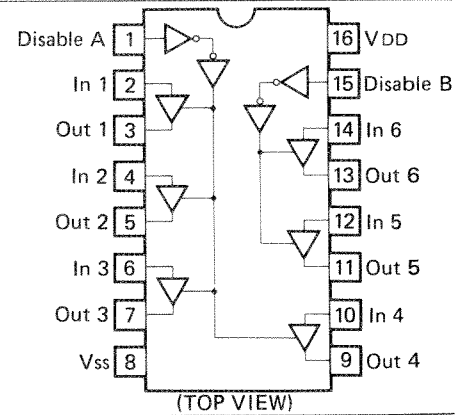 Disable A 1 16 VDD
In 1 2 15 Disable B
Out 1 3 14 In 6
In 2 4 13 Out 6
Out 2 5 12 In 5
In 3 6 11 Out 5
Out 3 7 10 In 4
Vss 8 9 Out 4
(TOP VIEW)